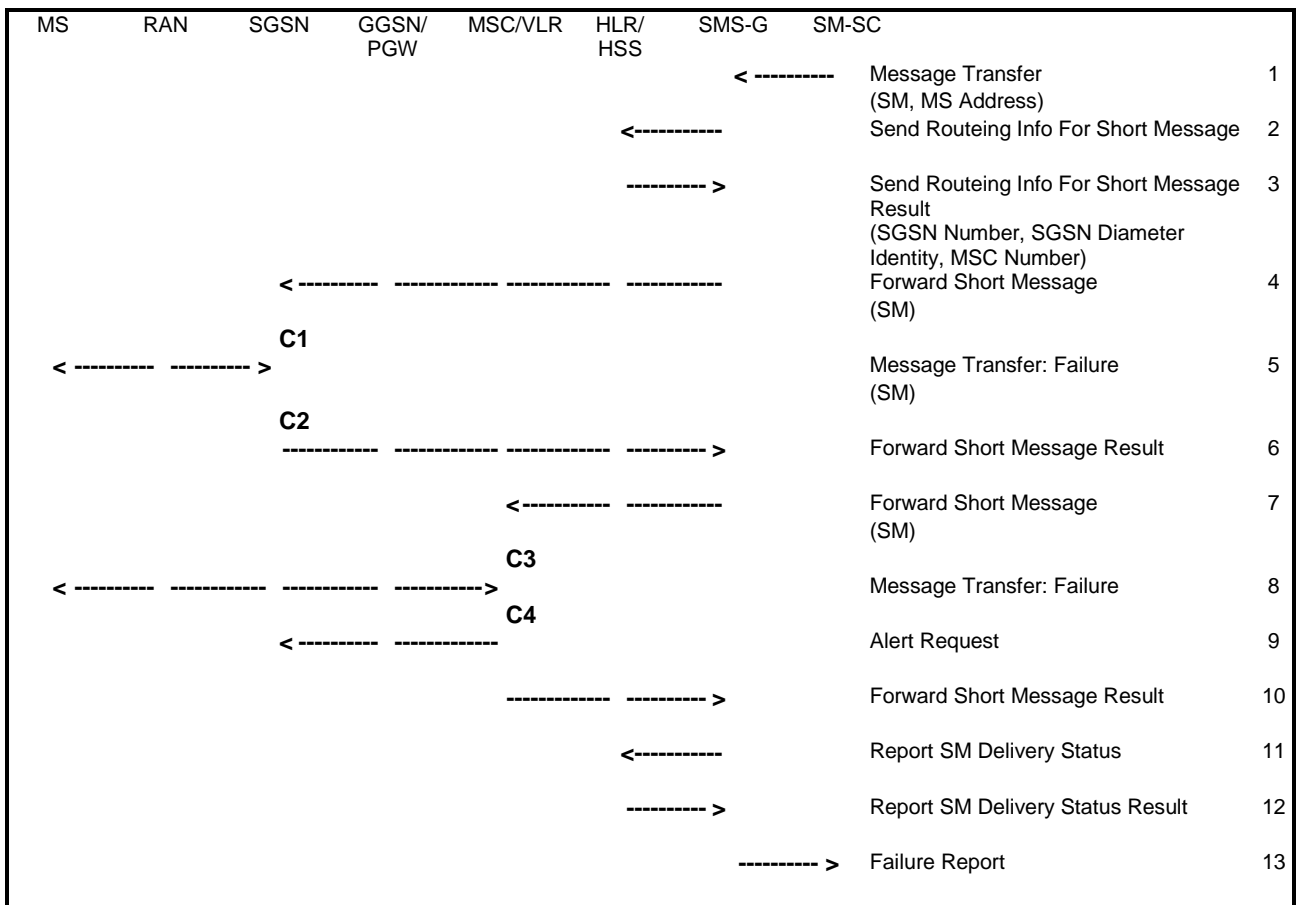 MS RAN SGSN GGSN/ MSC/VLR HLR/ SMS-G SM-SC
PGW HSS
< ---------- Message Transfer 1
(SM, MS Address)
<----------- Send Routeing Info For Short Message 2
---------- > Send Routeing Info For Short Message 3
Result
(SGSN Number, SGSN Diameter
Identity, MSC Number)
< ---------- ------------- ------------- ------------ Forward Short Message 4
(SM)
C1
< ---------- ---------- > Message Transfer: Failure 5
(SM)
C2
------------ ------------- ------------- ---------- > Forward Short Message Result 6
<----------- ------------ Forward Short Message 7
(SM)
C3
< ---------- ------------ ------------ -----------> Message Transfer: Failure 8
C4
< ---------- ------------- Alert Request 9
------------- ---------- > Forward Short Message Result 10
<----------- Report SM Delivery Status 11
---------- > Report SM Delivery Status Result 12
---------- > Failure Report 13